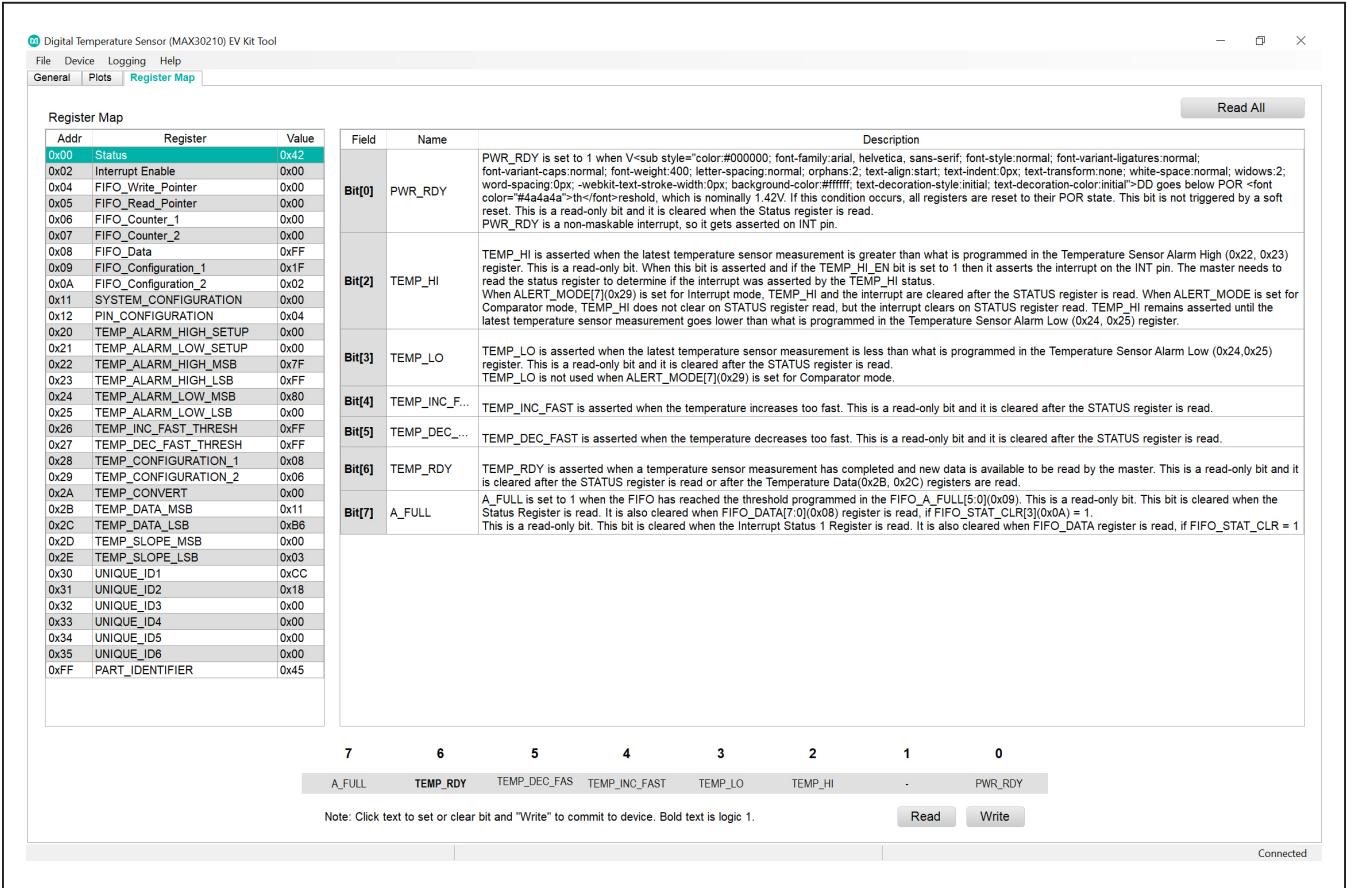 Digital Temperature Sensor (MAX30210) EV Kit Tool
File Device Logging Help
General Plots Register Map
Read All
Register Map
Addr Register Value
0x00 Status 0x42
0x02 Interrupt Enable 0x00
0x04 FIFO_Write_Pointer 0x00
0x05 FIFO_Read_Pointer 0x00
0x06 FIFO_Counter_1 0x00
0x07 FIFO_Counter_2 0x00
0x08 FIFO_Data 0xFF
0x09 FIFO_Configuration_1 0x1F
0x0A FIFO_Configuration_2 0x02
0x11 SYSTEM_CONFIGURATION 0x00
0x12 PIN_CONFIGURATION 0x04
0x20 TEMP_ALARM_HIGH_SETUP 0x00
0x21 TEMP_ALARM_LOW_SETUP 0x00
0x22 TEMP_ALARM_HIGH_MSB 0x7F
0x23 TEMP_ALARM_HIGH_LSB 0xFF
0x24 TEMP_ALARM_LOW_MSB 0x80
0x25 TEMP_ALARM_LOW_LSB 0x00
0x26 TEMP_INC_FAST_THRESH 0xFF
0x27 TEMP_DEC_FAST_THRESH 0xFF
0x28 TEMP_CONFIGURATION_1 0x08
0x29 TEMP_CONFIGURATION_2 0x06
0x2A TEMP_CONVERT 0x00
0x2B TEMP_DATA_MSB 0x11
0x2C TEMP_DATA_LSB 0xB6
0x2D TEMP_SLOPE_MSB 0x00
0x2E TEMP_SLOPE_LSB 0x03
0x30 UNIQUE_ID1 0xCC
0x31 UNIQUE_ID2 0x18
0x32 UNIQUE_ID3 0x00
0x33 UNIQUE_ID4 0x00
0x34 UNIQUE_ID5 0x00
0x35 UNIQUE_ID6 0x00
0xFF PART_IDENTIFIER 0x45
Field Name Description
Bit[0] PWR_RDY
PWR_RDY is set to 1 when V<sub style="color:#000000; font-family:arial, helvetica, sans-serif; font-style:normal; font-variant-ligatures:normal;
font-variant-caps:normal; font-weight:400; letter-spacing:normal; orphans:2; text-align:start; text-indent:0px; text-transform:none; white-space:normal; widows:2;
word-spacing:0px; -webkit-text-stroke-width:0px; background-color:#ffffff; text-decoration-style:initial; text-decoration-color:initial">DD goes below POR <font
color="#4a4a4a">th</font>reshold, which is nominally 1.42V. If this condition occurs, all registers are reset to their POR state. This bit is not triggered by a soft
reset. This is a read-only bit and it is cleared when the Status register is read.
PWR_RDY is a non-maskable interrupt, so it gets asserted on INT pin.
Bit[2] TEMP_HI
TEMP_HI is asserted when the latest temperature sensor measurement is greater than what is programmed in the Temperature Sensor Alarm High (0x22, 0x23)
register. This is a read-only bit. When this bit is asserted and if the TEMP_HI_EN bit is set to 1 then it asserts the interrupt on the INT pin. The master needs to
read the status register to determine if the interrupt was asserted by the TEMP_HI status.
When ALERT_MODE[7](0x29) is set for Interrupt mode, TEMP_HI and the interrupt are cleared after the STATUS register is read. When ALERT_MODE is set for
Comparator mode, TEMP_HI does not clear on STATUS register read, but the interrupt clears on STATUS register read. TEMP_HI remains asserted until the
latest temperature sensor measurement goes lower than what is programmed in the Temperature Sensor Alarm Low (0x24, 0x25) register.
Bit[3] TEMP_LO
TEMP_LO is asserted when the latest temperature sensor measurement is less than what is programmed in the Temperature Sensor Alarm Low (0x24,0x25)
register. This is a read-only bit and it is cleared after the STATUS register is read.
TEMP_LO is not used when ALERT_MODE[7](0x29) is set for Comparator mode.
Bit[4] TEMP_INC_F... TEMP_INC_FAST is asserted when the temperature increases too fast. This is a read-only bit and it is cleared after the STATUS register is read.
Bit[5] TEMP_DEC_... TEMP_DEC_FAST is asserted when the temperature decreases too fast. This is a read-only bit and it is cleared after the STATUS register is read.
Bit[6] TEMP_RDY
TEMP_RDY is asserted when a temperature sensor measurement has completed and new data is available to be read by the master. This is a read-only bit and it
is cleared after the STATUS register is read or after the Temperature Data(0x2B, 0x2C) registers are read.
Bit[7] A_FULL
A_FULL is set to 1 when the FIFO has reached the threshold programmed in the FIFO_A_FULL[5:0](0x09). This is a read-only bit. This bit is cleared when the
Status Register is read. It is also cleared when FIFO_DATA[7:0](0x08) register is read, if FIFO_STAT_CLR[3](0x0A) = 1.
This is a read-only bit. This bit is cleared when the Interrupt Status 1 Register is read. It is also cleared when FIFO_DATA register is read, if FIFO_STAT_CLR = 1
7 6 5 4 3 2 1 0
A_FULL TEMP_RDY TEMP_DEC_FAS TEMP_INC_FAST TEMP_LO TEMP_HI - PWR_RDY
Note: Click text to set or clear bit and "Write" to commit to device. Bold text is logic 1.
Read Write
Connected